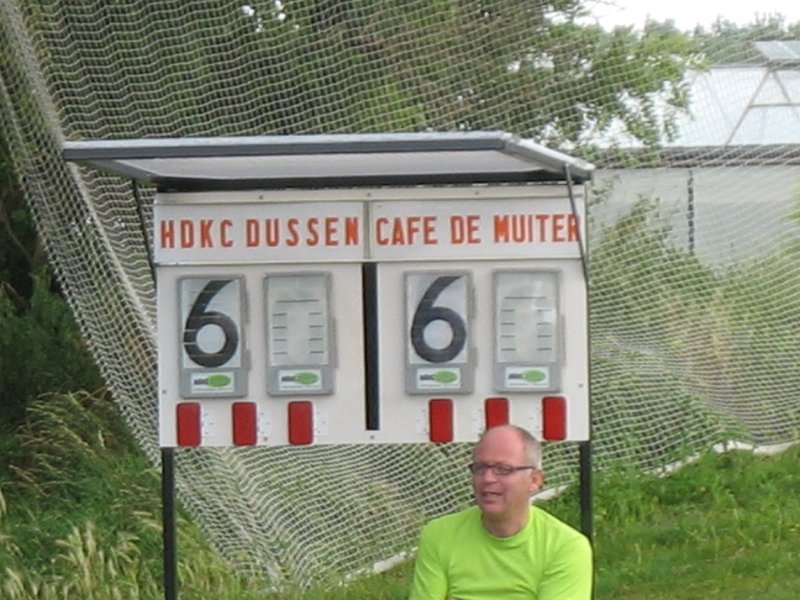 HDKC DUSSEN CAFE DE MUITER
6 6